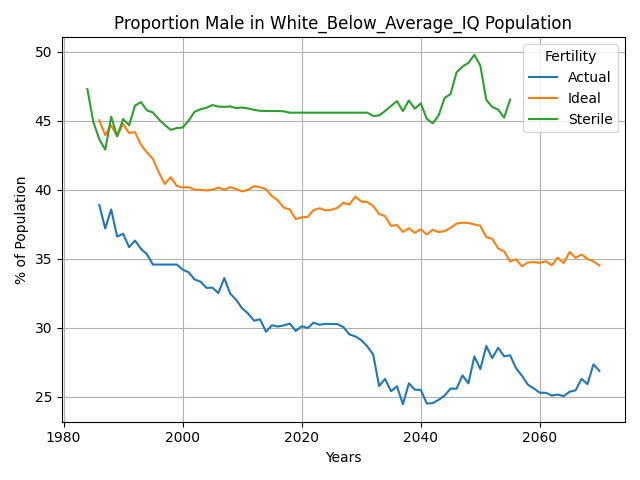 Proportion Male in White_Below_Average_IQ Population
% of Population
50
45
40
35
30
25
1980
2000
2020
2040
2060
Years
Fertility
Actual
Ideal
Sterile